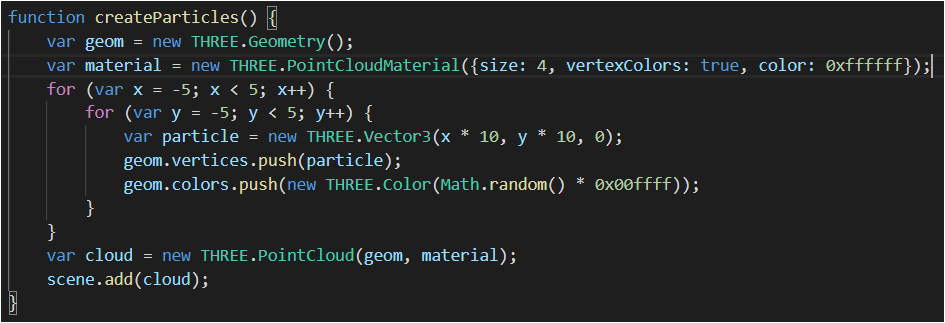 function createParticles() {
    var geom = new THREE.Geometry();
    var material = new THREE.PointCloudMaterial({size: 4, vertexColors: true, color: 0xffffff});
    for (var x = -5; x < 5; x++) {
        for (var y = -5; y < 5; y++) {
            var particle = new THREE.Vector3(x * 10, y * 10, 0);
            geom.vertices.push(particle);
            geom.colors.push(new THREE.Color(Math.random() * 0x00ffff));
        }
    }
    var cloud = new THREE.PointCloud(geom, material);
    scene.add(cloud);
}